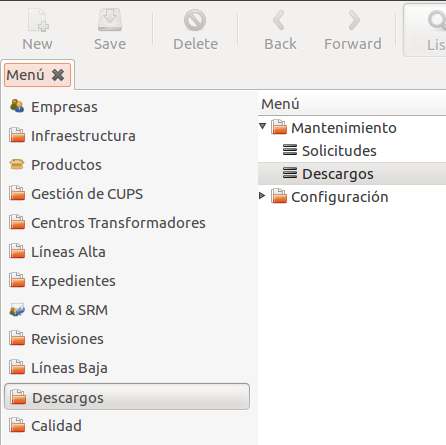 New Save Delete Back Forward Lis
Menú
Empresas
Infraestructura
Productos
Gestión de CUPS
Centros Transformadores
Líneas Alta
Expedientes
CRM & SRM
Revisiones
Líneas Baja
Descargos
Calidad
Menú
Mantenimiento
Solicitudes
Descargos
Configuración